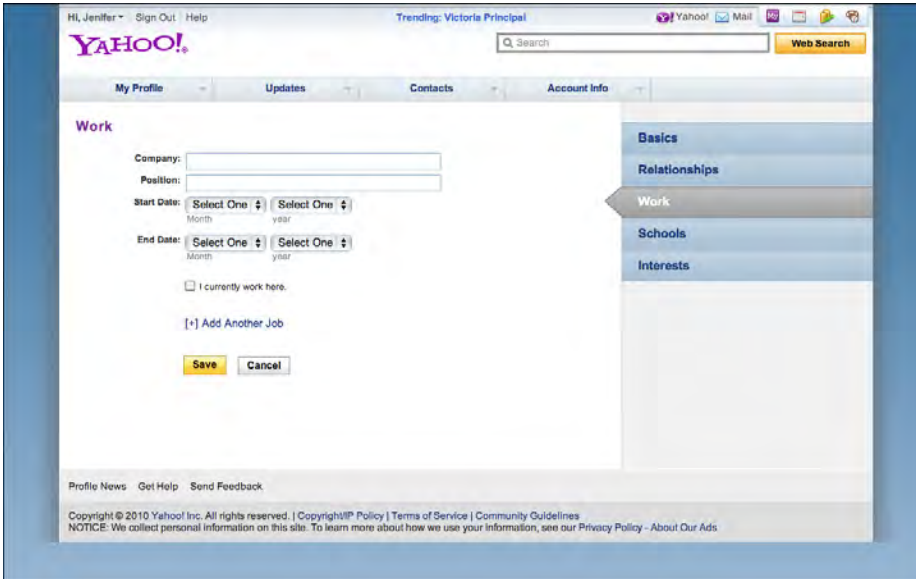 Hi, Jenifer Sign Out Help Trending: Victoria Principal Yahoo! Mail
YAHOO! Search Web Search
My Profile Updates Contacts Account Info
Work
Basics
Relationships
Work
Schools
Interests
Company:
Position:
Start Date: Select One Select One
Month year
End Date: Select One Select One
Month year
I currently work here.
[+] Add Another Job
Save Cancel
Profile News Get Help Send Feedback
Copyright © 2010 Yahoo! Inc. All rights reserved. | Copyright/IP Policy | Terms of Service | Community Guidelines
NOTICE: We collect personal information on this site. To learn more about how we use your information, see our Privacy Policy - About Our Ads